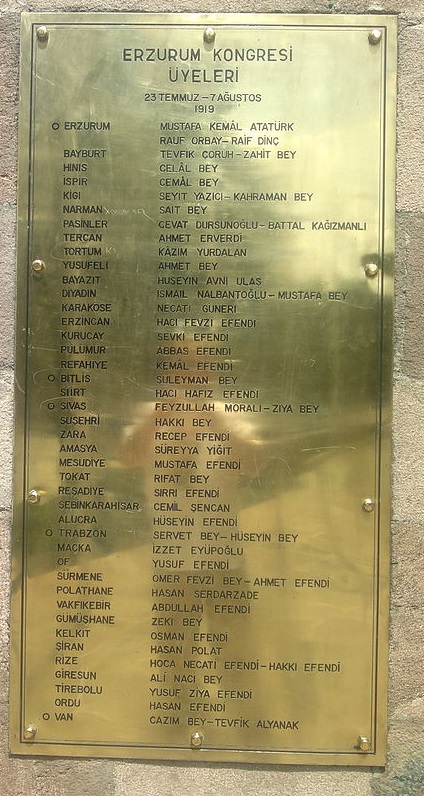 ERZURUM KONGRESİ
ÜYELERİ
23 TEMMUZ – 7 AĞUSTOS
1919
ERZURUM MUSTAFA KEMÂL ATATÜRK
RAUF ORBAY – RAİF DİNÇ
BAYBURT TEVFİK ÇORUH – ZAHİT BEY
HINIS CELÂL BEY
İSPİR CEMÂL BEY
KIĞI SEYİT YAZICI – KAHRAMAN BEY
NARMAN SAİT BEY
PASİNLER CEVAT DURSUNOĞLU – BATTAL KAĞIZMANLI
TERCAN AHMET ERVERDİ
TORTUM KÂZIM YURDALAN
YUSUFELİ AHMET BEY
BAYAZIT HÜSEYİN AVNİ ULAŞ
DİYADİN İSMAİL NALBANTOĞLU – MUSTAFA BEY
KARAKÖSE NECATİ GÜNERİ
ERZİNCAN HACI FEVZİ EFENDİ
KURUÇAY ŞEVKİ EFENDİ
PÜLÜMÜR ABBAS EFENDİ
REFAHİYE KEMAL EFENDİ
BİTLİS SÜLEYMAN BEY
SİİRT HACI HAFIZ EFENDİ
SİVAS FEYZULLAH MORALI – ZİYA BEY
SUŞEHRİ HAKKI BEY
ZARA RECEP EFENDİ
AMASYA SÜREYYA YİĞİT
MESUDİYE MUSTAFA EFENDİ
TOKAT RIFAT BEY
REŞADİYE SIRRI EFENDİ
ŞEBİNKARAHİSAR CEMİL ŞENCAN
ALUCRA HÜSEYİN EFENDİ
TRABZON SERVET BEY – HÜSEYİN BEY
MAÇKA İZZET EYÜPOĞLU
OF YUSUF EFENDİ
SÜRMENE ÖMER FEVZİ BEY – AHMET EFENDİ
POLATHANE HASAN SERDARZADE
VAKFIKEBİR ABDULLAH EFENDİ
GÜMÜŞHANE ZEKİ BEY
KELKİT OSMAN EFENDİ
ŞİRAN HASAN POLAT
RİZE HOCA NECATİ EFENDİ – HAKKI EFENDİ
GİRESUN ALİ NACİ BEY
TİREBOLU YUSUF ZİYA EFENDİ
ORDU HASAN EFENDİ
VAN CAZIM BEY – TEVFİK ALYANAK